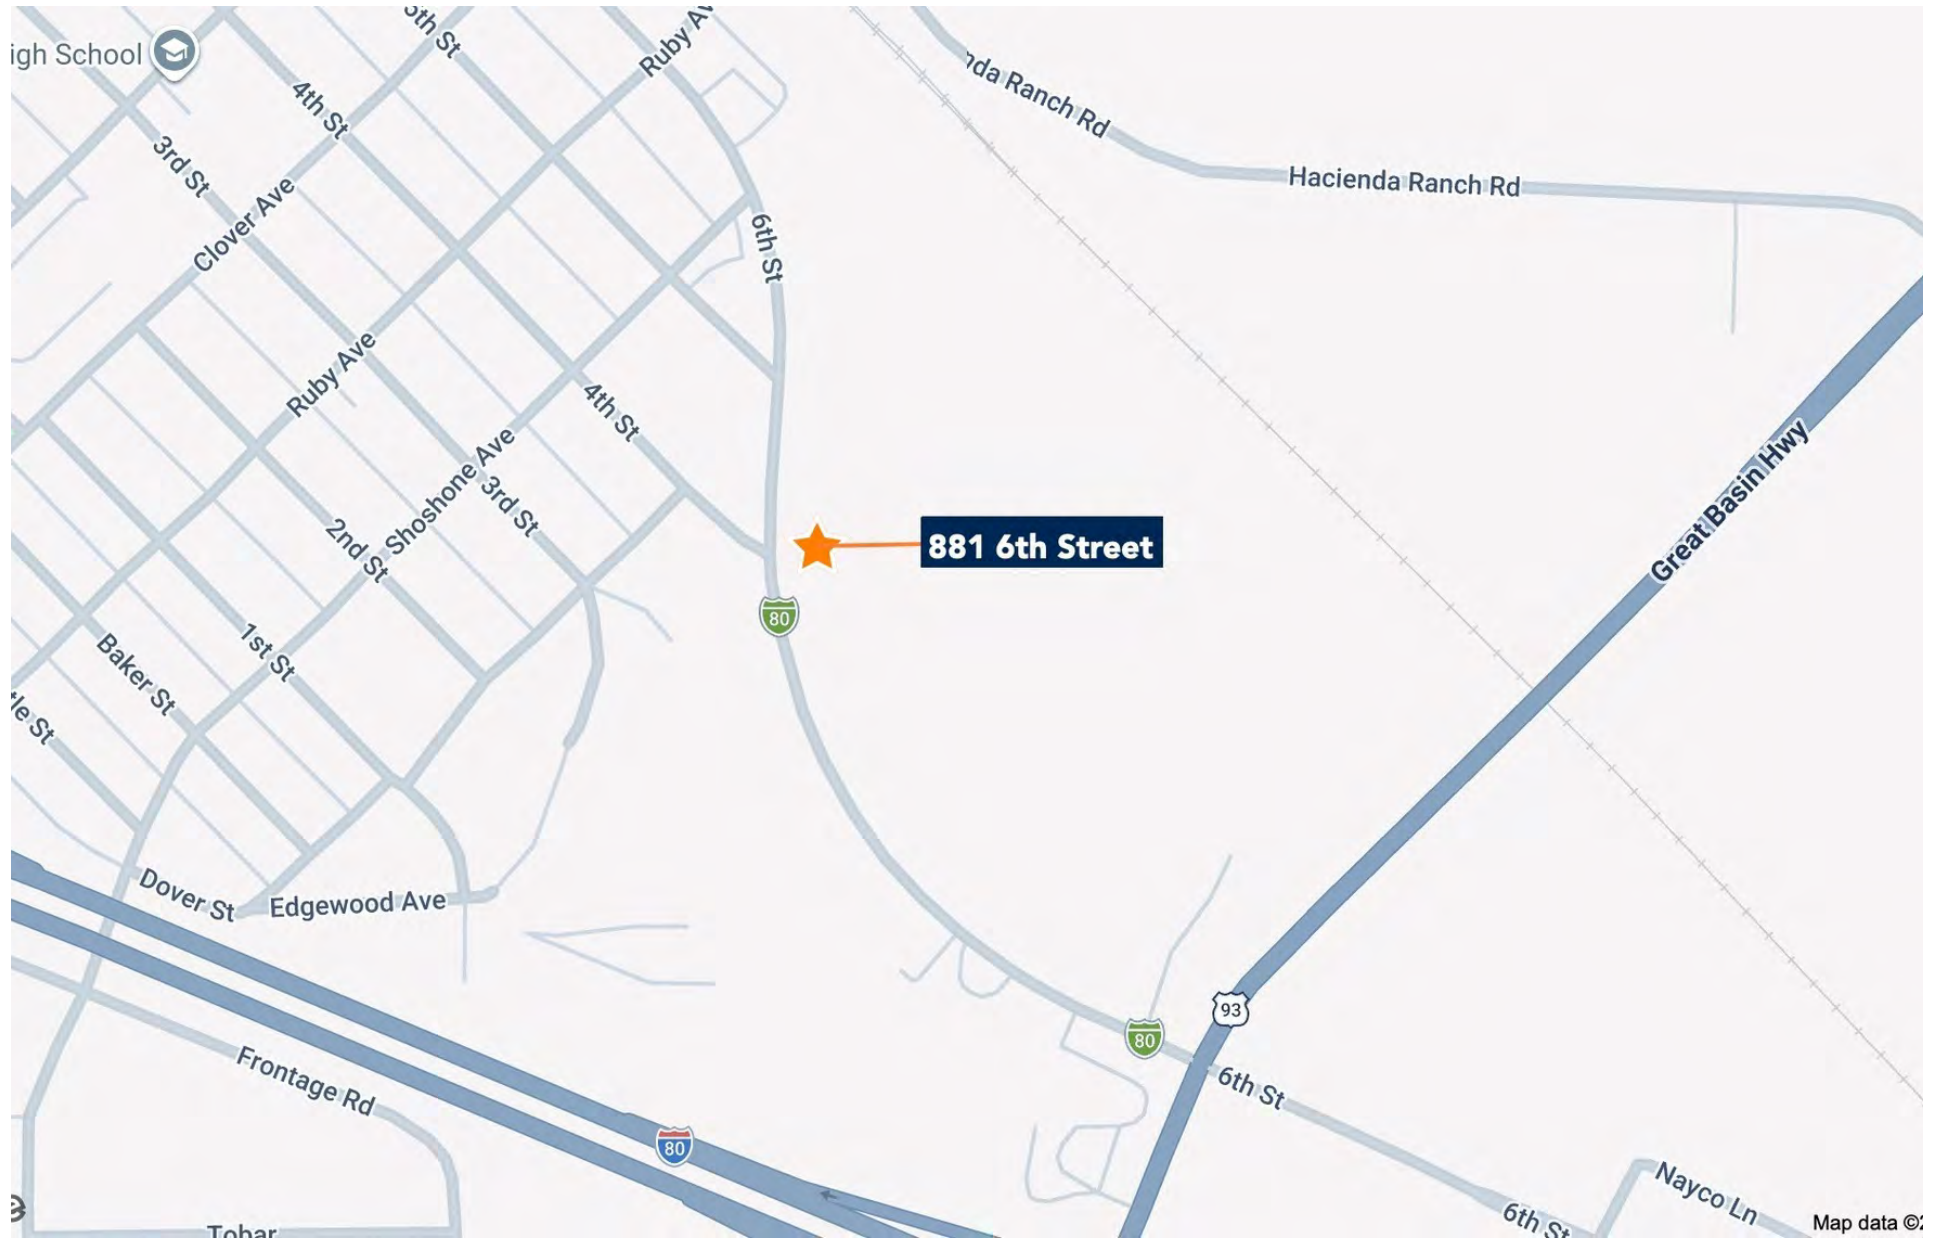 igh School
5th St
Ruby Av
4th St
3rd St
Clover Ave
nda Ranch Rd
Hacienda Ranch Rd
6th St
Ruby Ave
4th St
Shoshone Ave
3rd St
2nd St
881 6th Street
80
Great Basin Hwy
1st St
Baker St
tle St
Dover St
Edgewood Ave
93
80
6th St
Frontage Rd
80
Nayco Ln
6th St
Tobar
Map data ©2